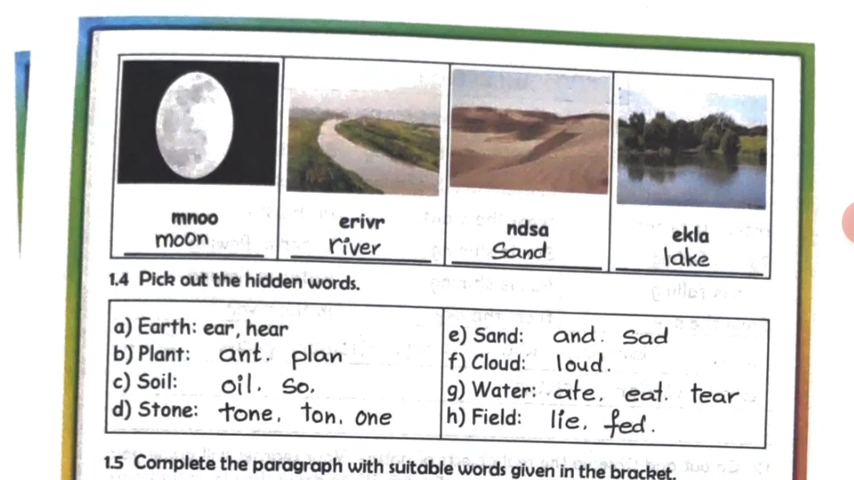 mnoo
moon
erivr
river
ndsa
Sand
ekla
lake
1.4 Pick out the hidden words.
a) Earth: ear, hear
b) Plant: ant. plan
c) Soil: oil. so.
d) Stone: tone, ton, one
e) Sand: and. sad
f) Cloud: loud.
g) Water: ate, eat. tear
h) Field: lie, fed.
1.5 Complete the paragraph with suitable words given in the bracket.